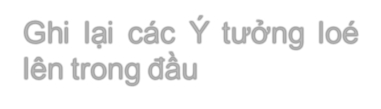 Ghi lại các Ý tưởng loé
lên trong đầu